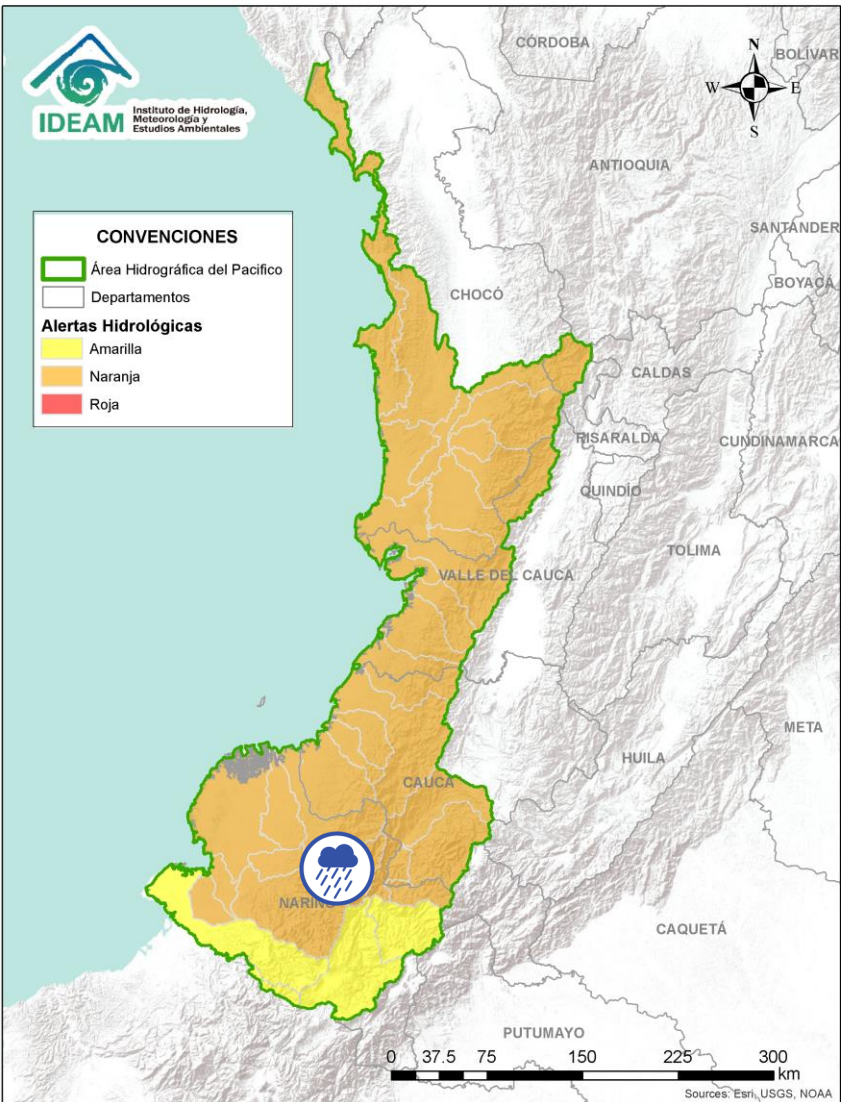 IDEAM
Instituto de Hidrología,
Meteorología y
Estudios Ambientales
CÓRDOBA
BOLIVAR
N
W
E
S
ANTIOQUIA
SANTANDER
BOYACÁ
CONVENCIONES
Área Hidrográfica del Pacifico
Departamentos
Alertas Hidrológicas
Amarilla
Naranja
Roja
CHOCÓ
CALDAS
RISARALDA
CUNDINAMARCA
QUINDÍO
TOLIMA
VALLE DEL CAUCA
META
HUILA
CAUCA
NARIÑO
CAQUETÁ
PUTUMAYO
0 37.5 75 150 225 300
km
Sources: Esri, USGS, NOAA